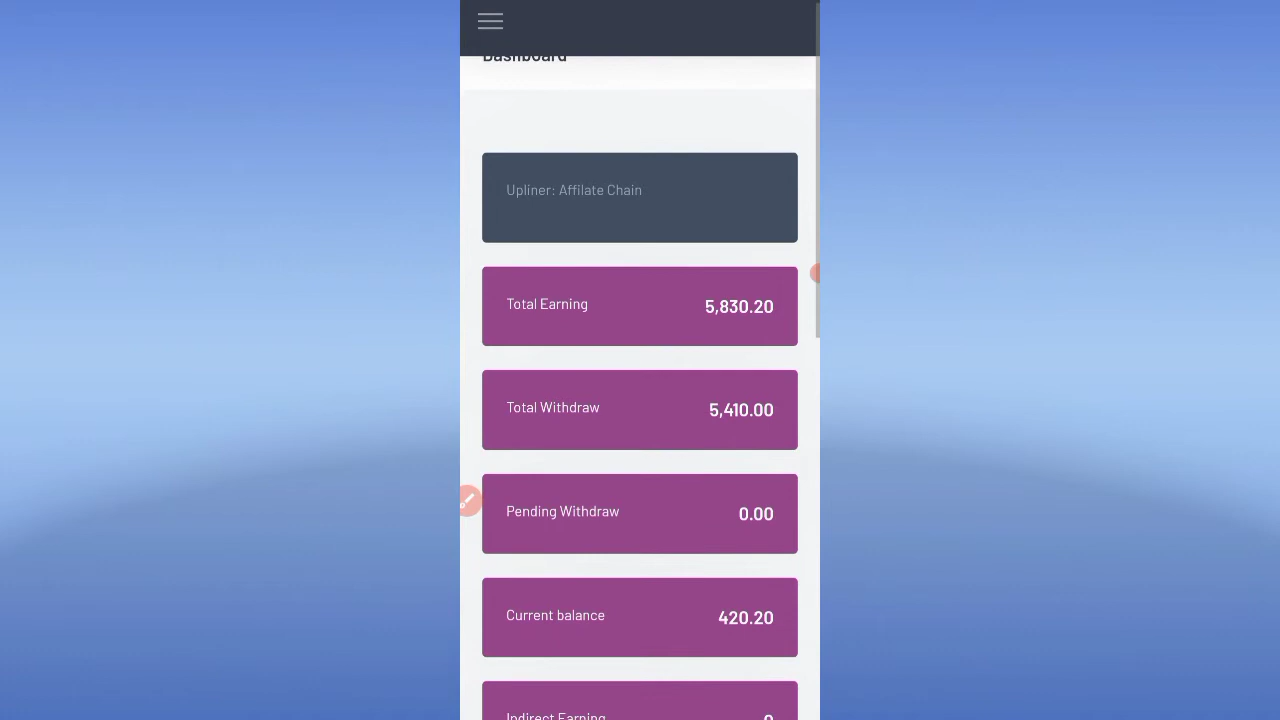 Dashboard
Upliner: Affilate Chain
Total Earning 5,830.20
Total Withdraw 5,410.00
Pending Withdraw 0.00
Current balance 420.20
Indirect Earning 0